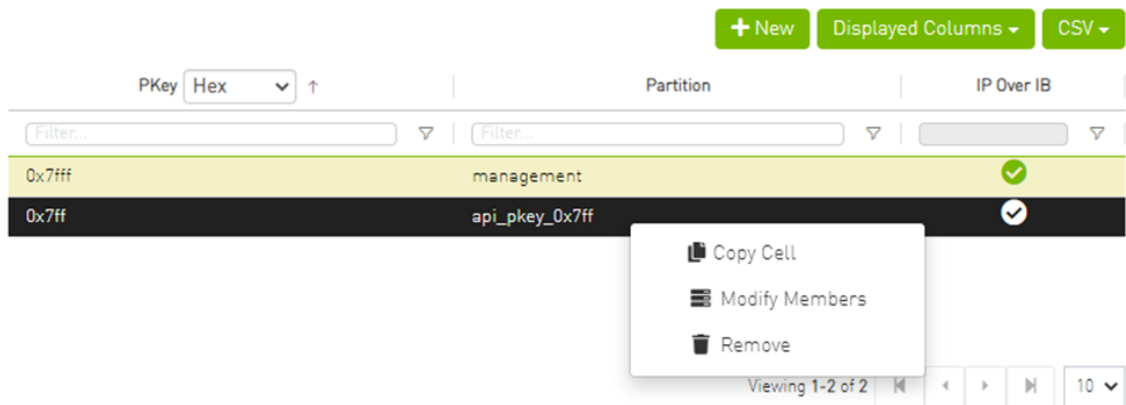 New Displayed Columns CSV
PKey Hex Partition IP Over IB
Filter... Filter...
0x7fff management
0x7ff api_pkey_0x7ff
Copy Cell
Modify Members
Remove
Viewing 1-2 of 2 10